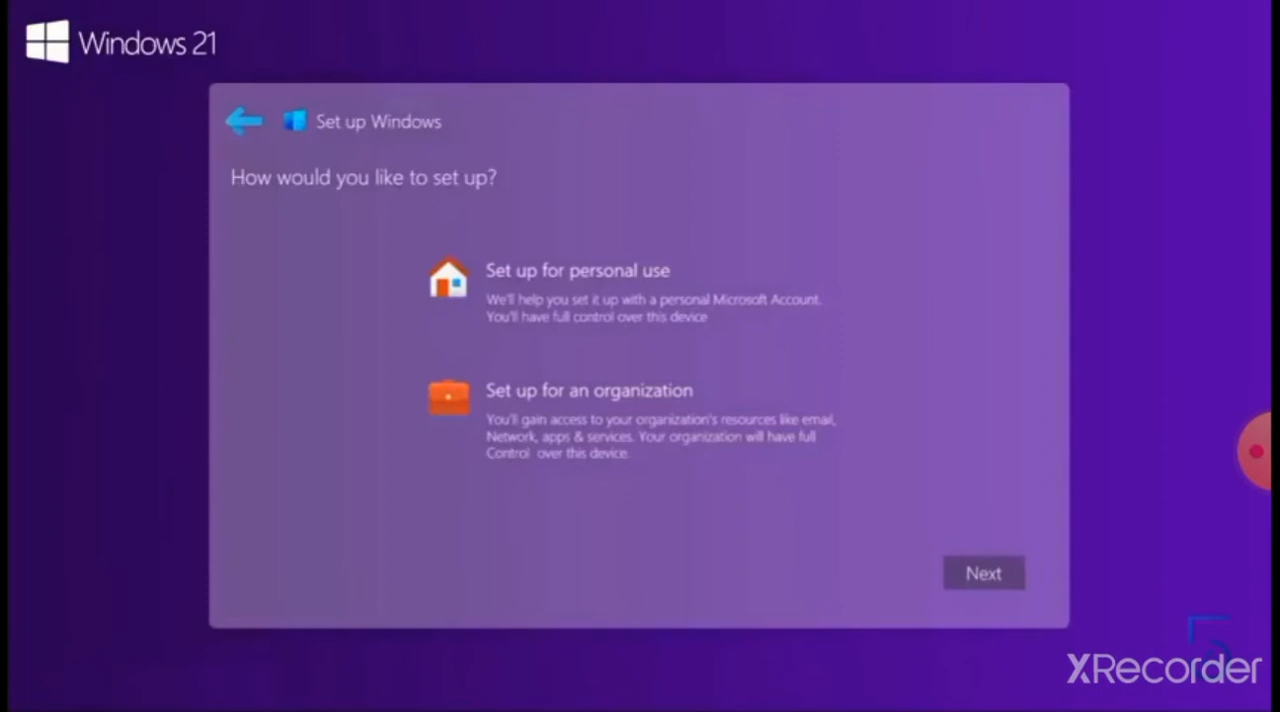 Windows 21
Set up Windows
How would you like to set up?
Set up for personal use
We'll help you set it up with a personal Microsoft Account.
You'll have full control over this device
Set up for an organization
You'll gain access to your organization's resources like email,
Network, apps & services. Your organization will have full
Control over this device.
Next
XRecorder